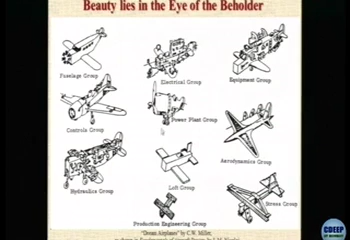 Beauty lies in the Eye of the Beholder
Fuselage Group
Electrical Group
Equipment Group
Controls Group
Power Plant Group
Aerodynamics Group
Hydraulics Group
Loft Group
Stress Group
Production Engineering Group
"Dream Airplanes" by C.W. Miller,
CDEEP